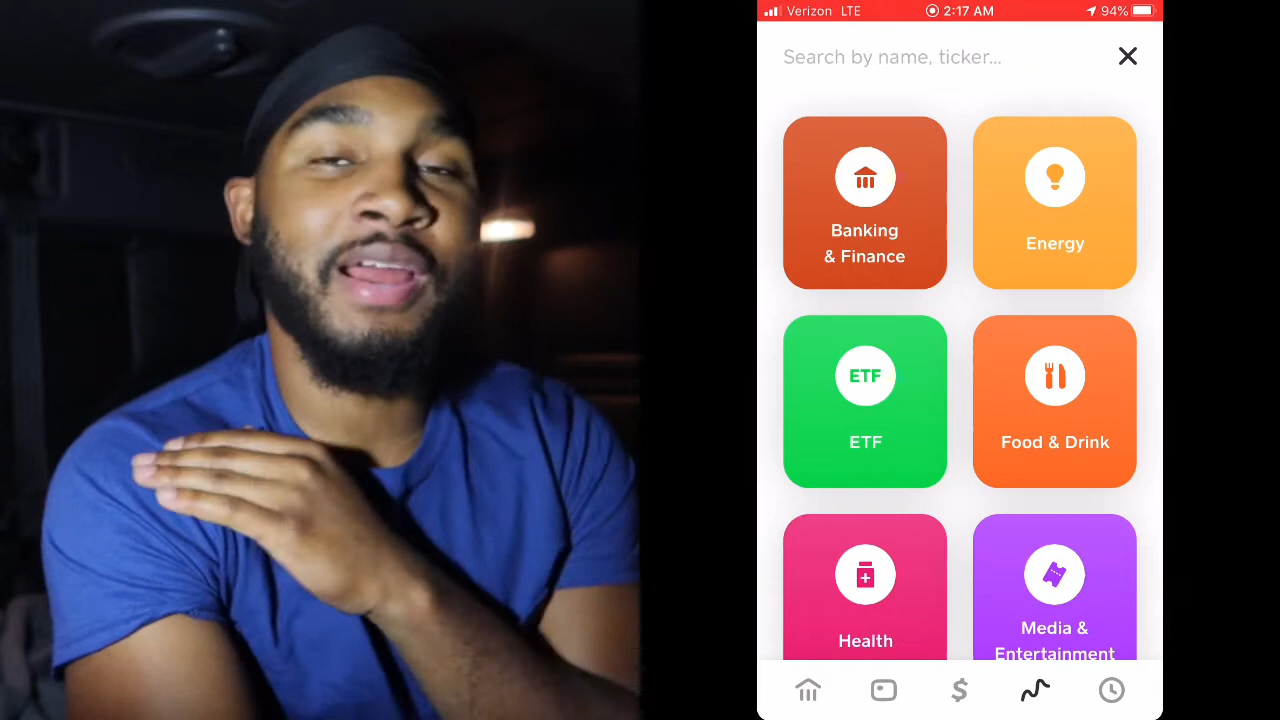 Verizon LTE 2:17 AM 94%
Search by name, ticker...
Banking
& Finance
Energy
ETF
ETF
Food & Drink
Health
Media &
Entertainment
$